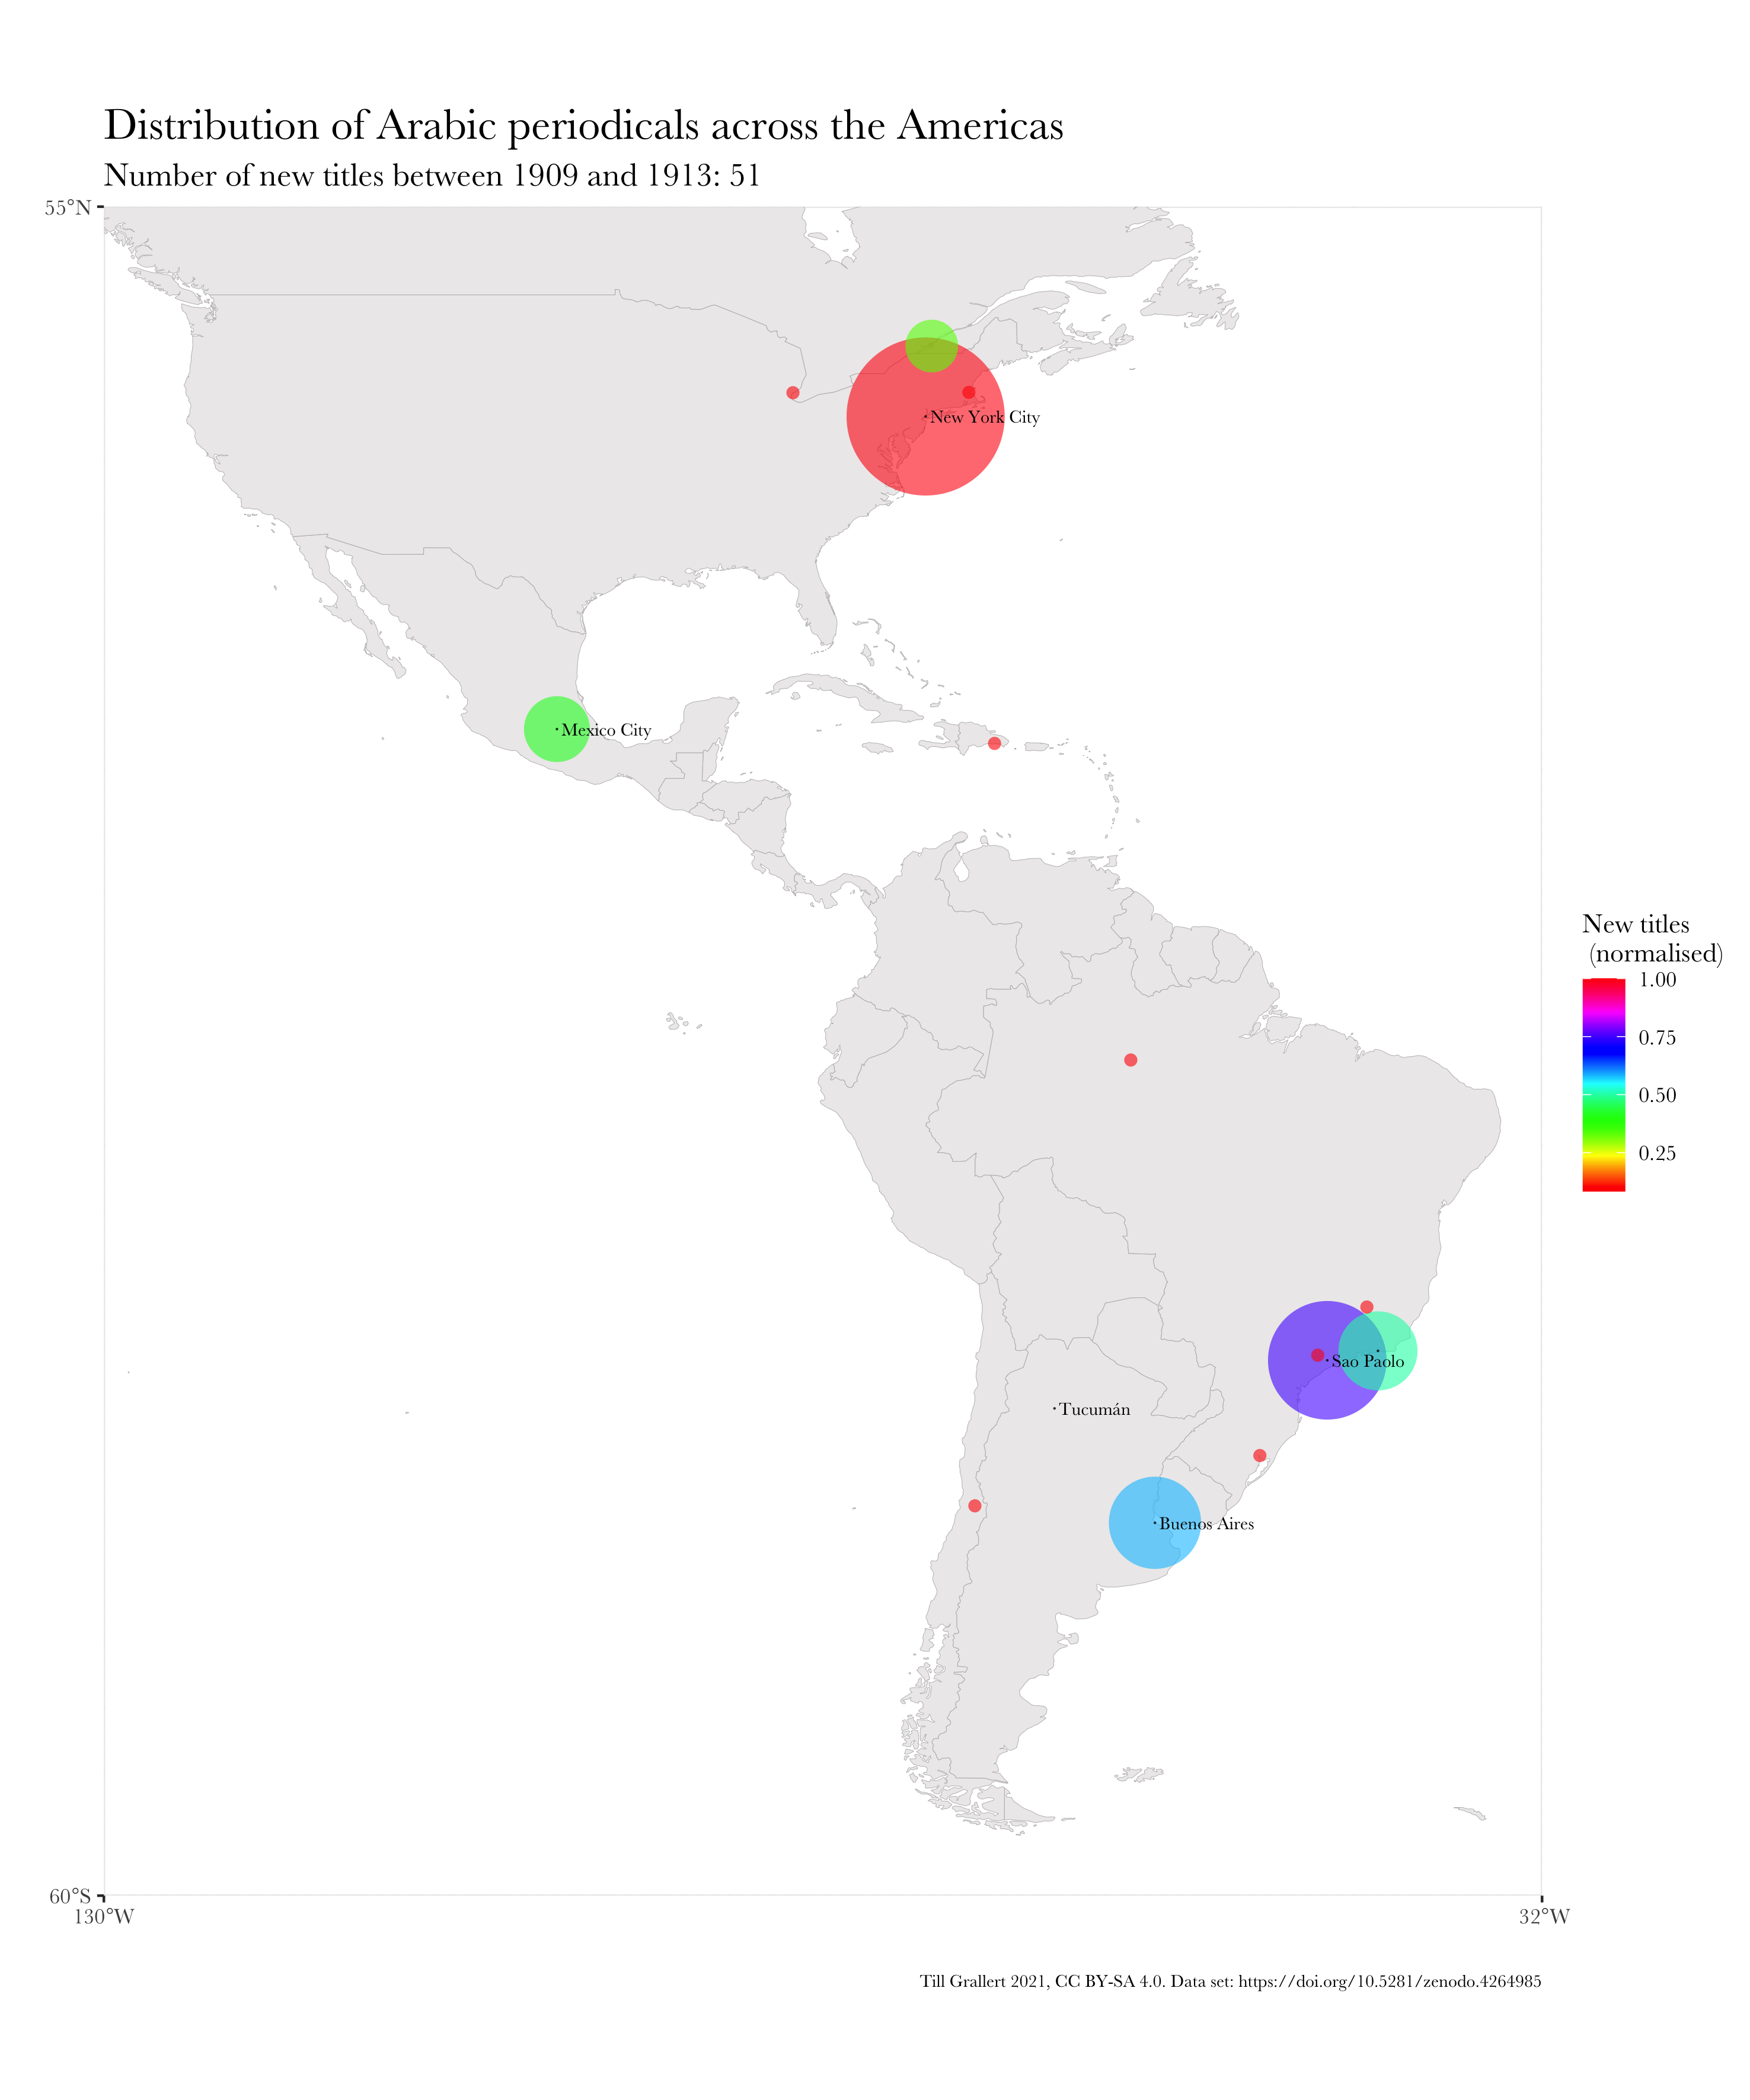 Distribution of Arabic periodicals across the Americas
Number of new titles between 1909 and 1913: 51
55°N
New York City
Mexico City
New titles
(normalised)
1.00
0.75
0.50
0.25
Sao Paolo
Tucumán
Buenos Aires
60°S
130°W
32°W
Till Grallert 2021, CC BY-SA 4.0. Data set: https://doi.org/10.5281/zenodo.4264985